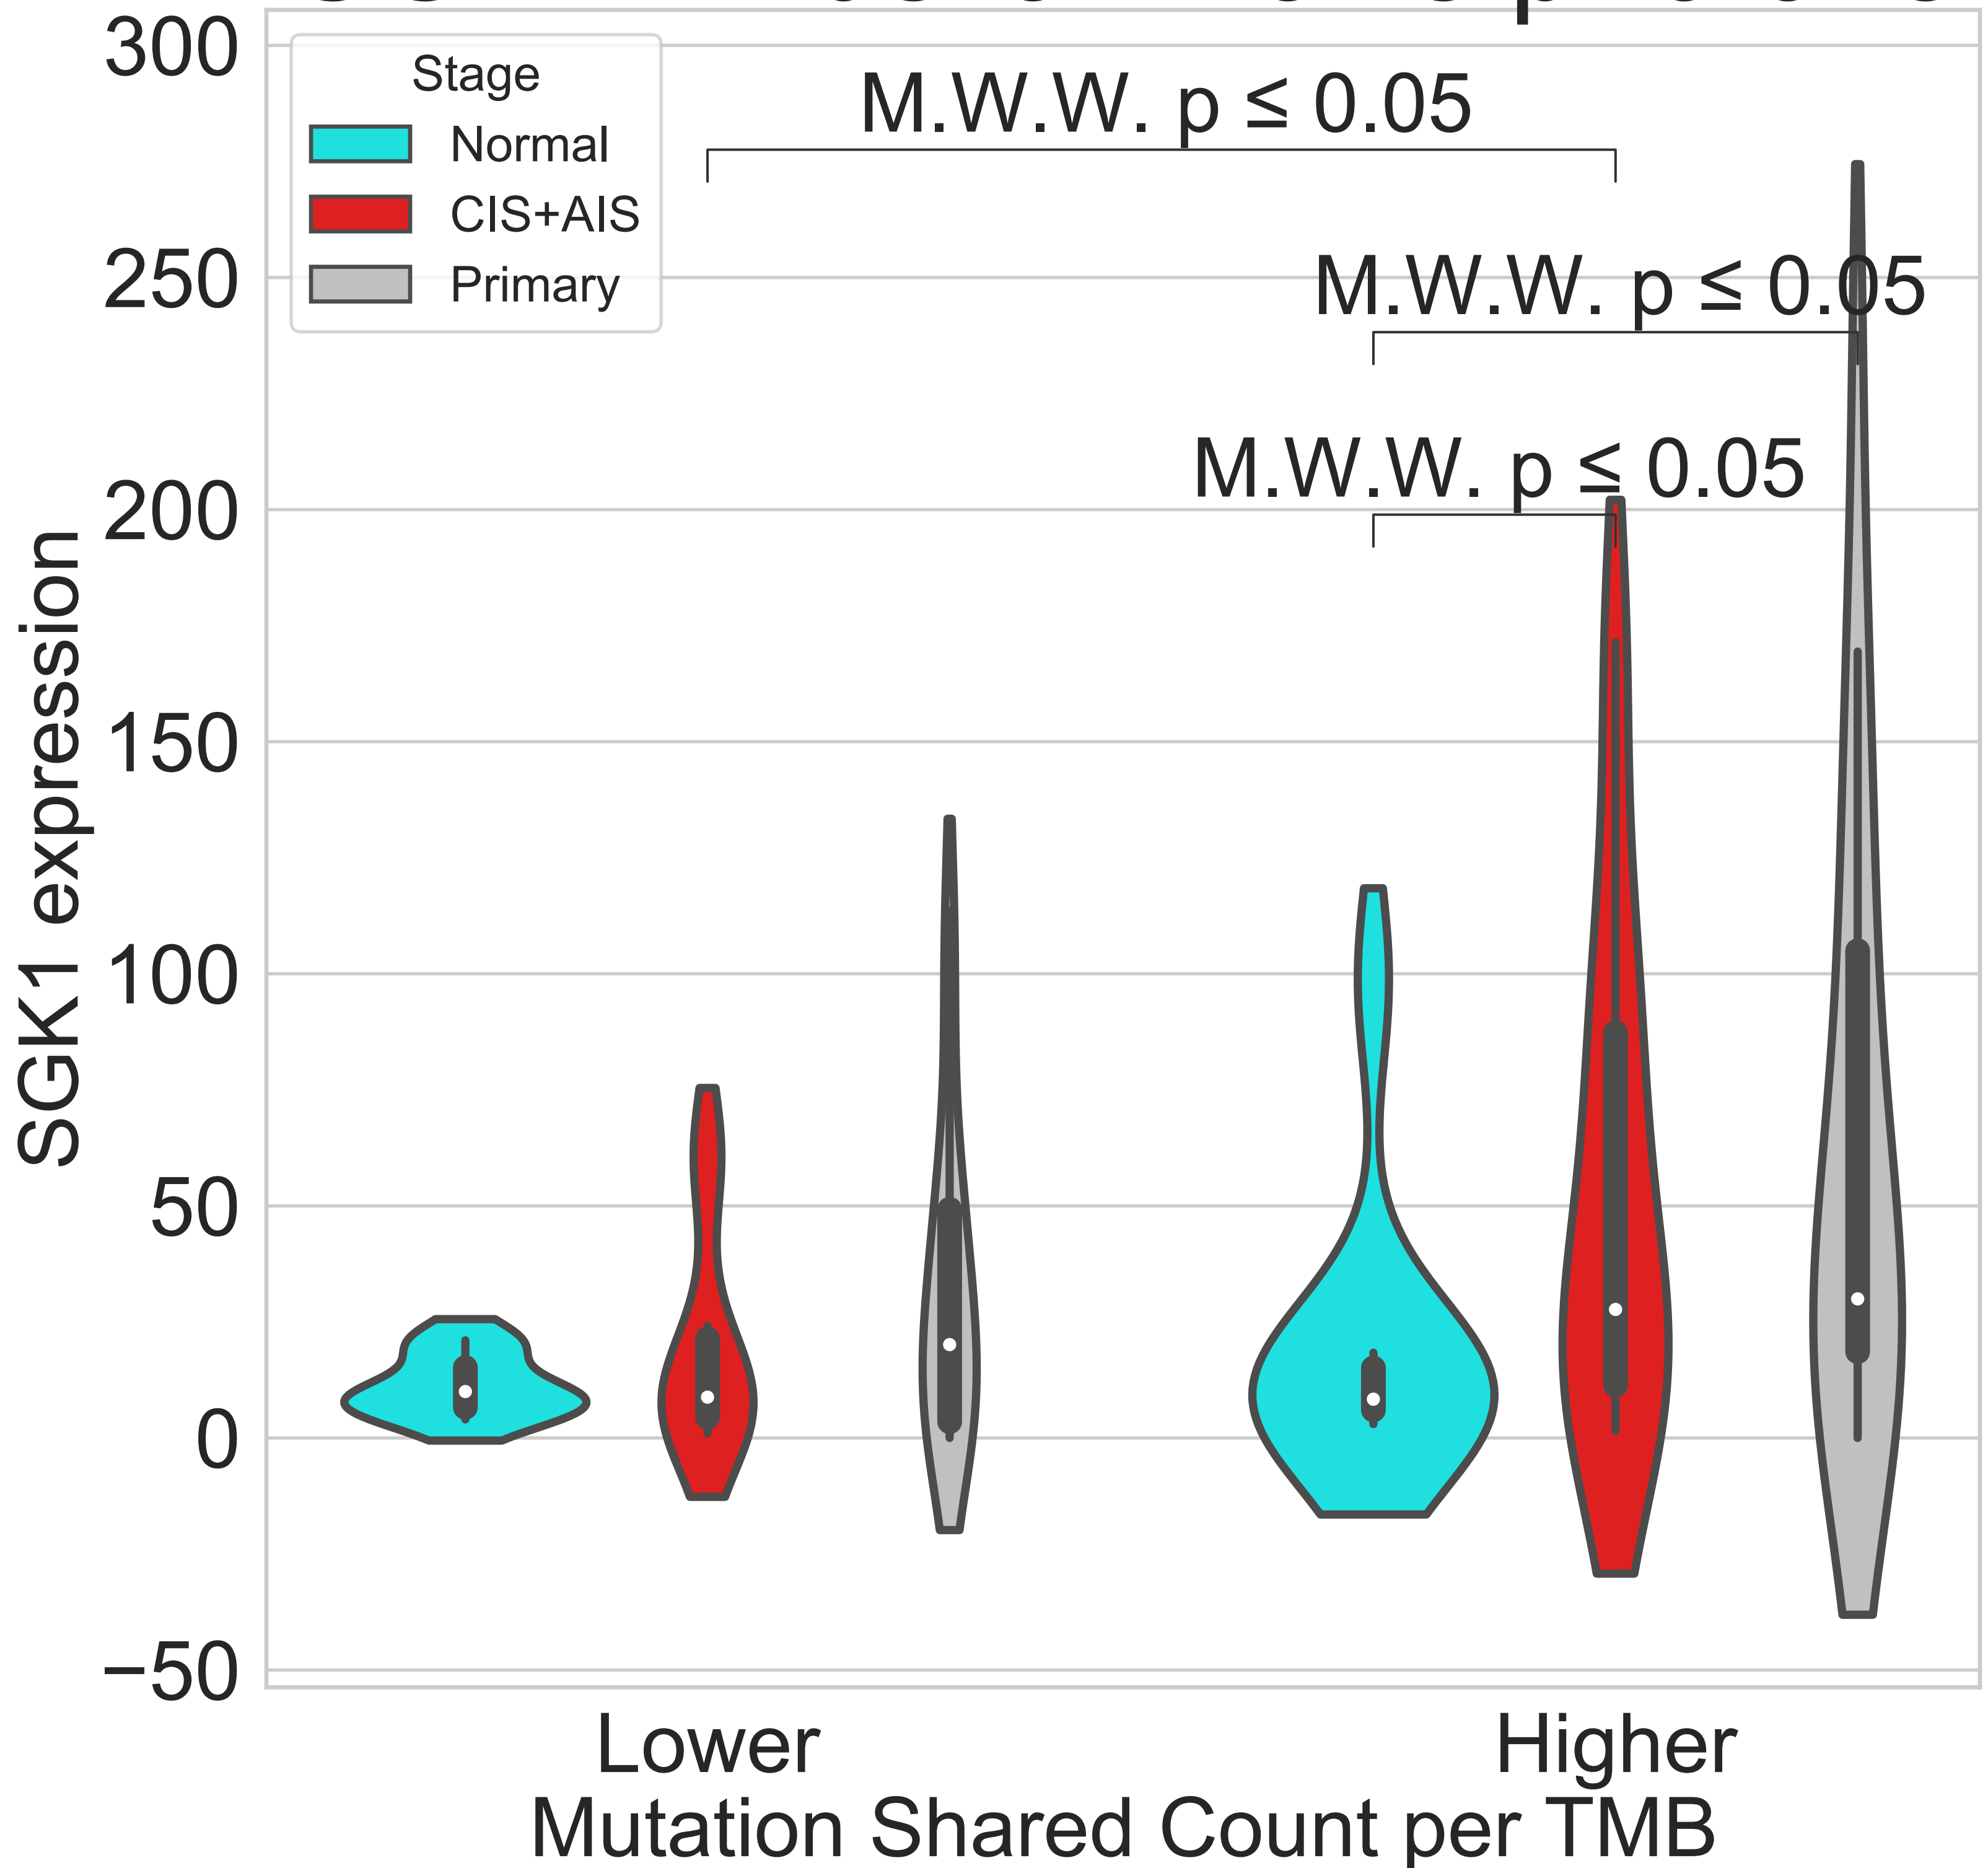 300
250
200
150
100
50
0
−50
SGK1 expression
Stage
Normal
CIS+AIS
Primary
M.W.W. p ≤ 0.05
M.W.W. p ≤ 0.05
M.W.W. p ≤ 0.05
Lower
Higher
Mutation Shared Count per TMB